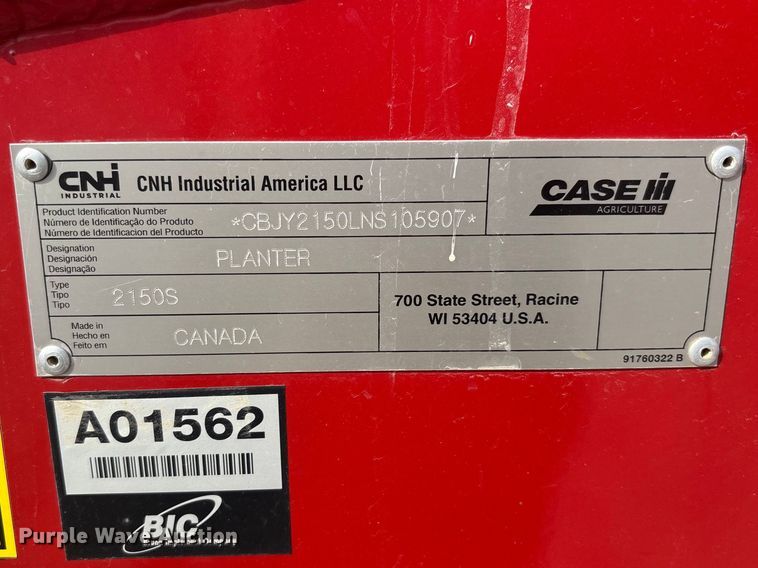 CNH
INDUSTRIAL
CNH Industrial America LLC
CASE IH
AGRICULTURE
Product Identification Number
Número de Identificação do Produto
Número de Identificacion del Producto
*CBJY2150LNS105907*
Designation
Designación
Designação
PLANTER
Type
Tipo
Tipo
2150S
700 State Street, Racine
WI 53404 U.S.A.
Made in
Hecho en
Feito em
CANADA
91760322 B
A01562
BIC
Purple Wave Auction